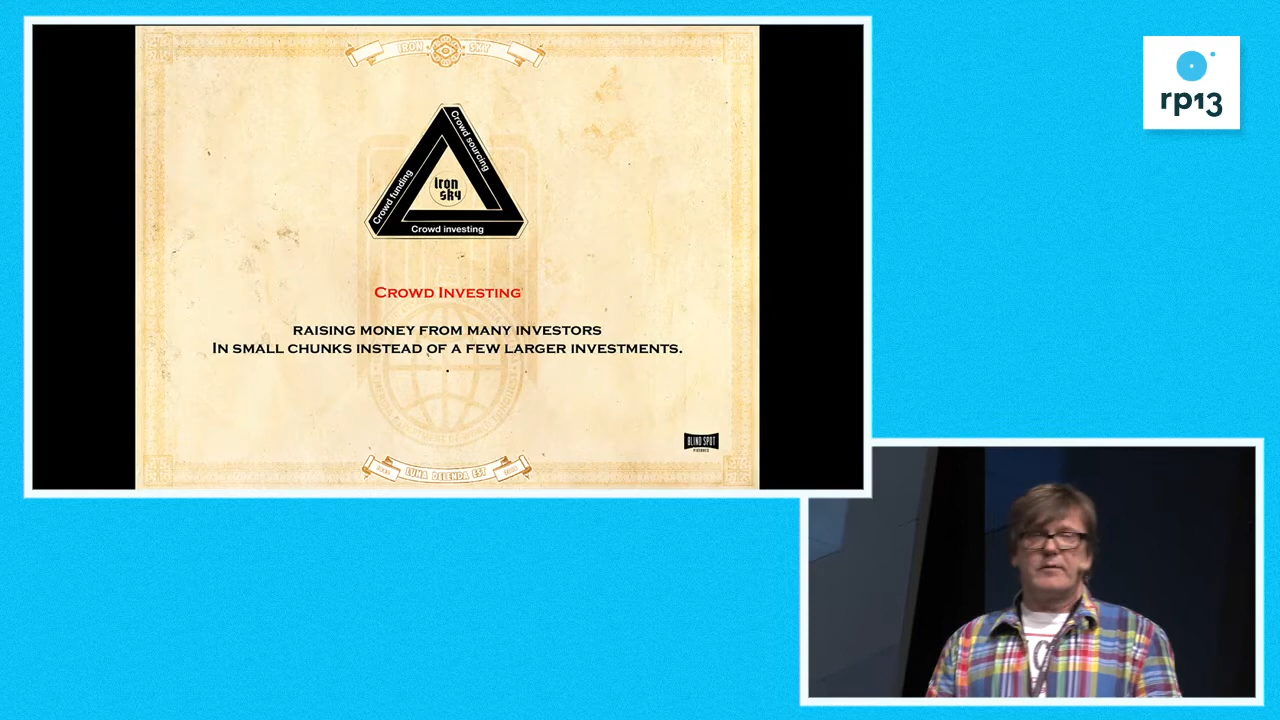 IRON SKY
Crowd sourcing
Crowd funding
Iron
sky
Crowd investing
CROWD INVESTING
RAISING MONEY FROM MANY INVESTORS
IN SMALL CHUNKS INSTEAD OF A FEW LARGER INVESTMENTS.
BLIND SPOT
PICTURES
LUNA DELENDA EST
rp13